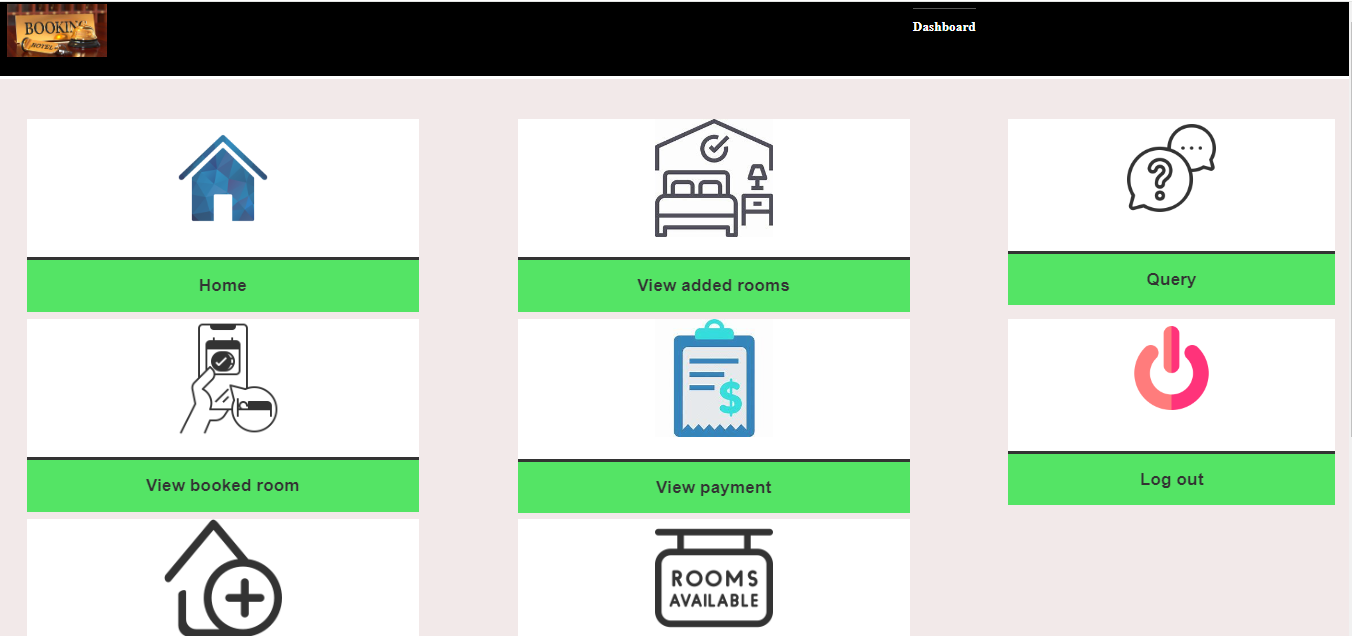 BOOKING
HOTEL
Dashboard
Home
View added rooms
Query
View booked room
View payment
$
Log out
ROOMS
AVAILABLE